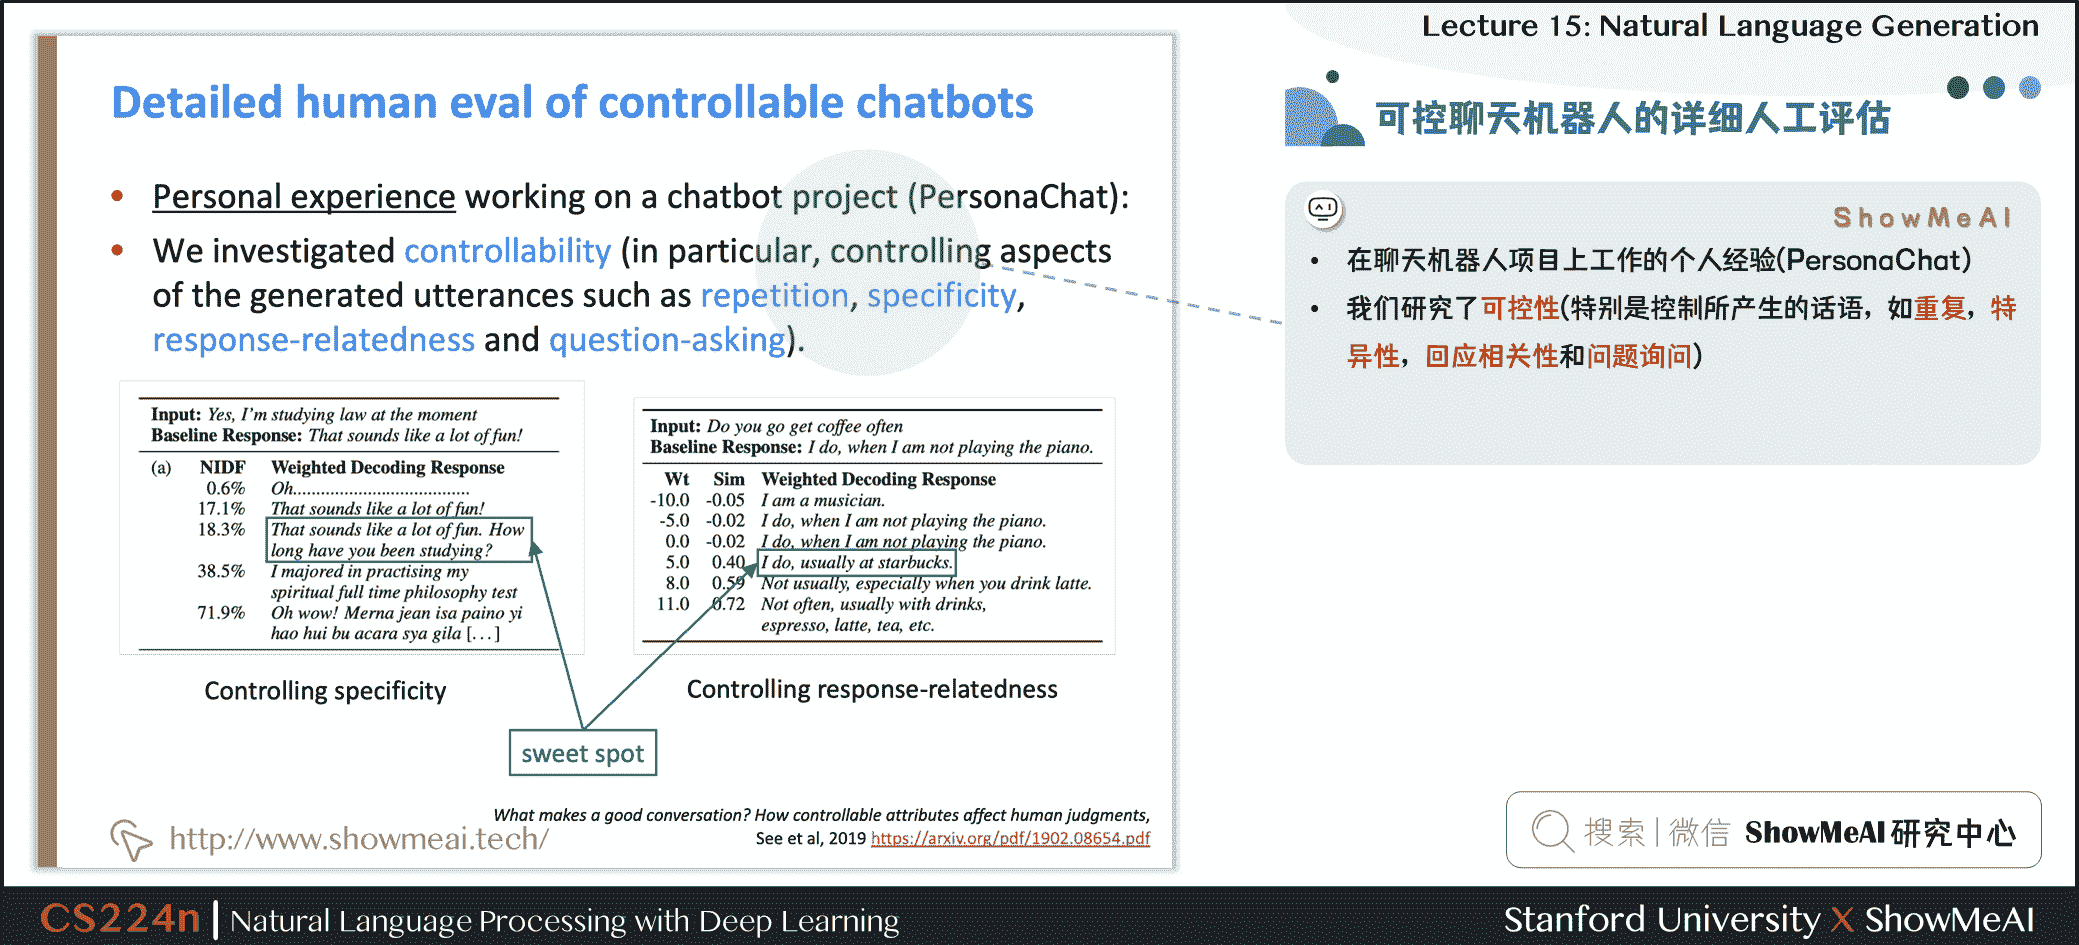 Lecture 15: Natural Language Generation
Detailed human eval of controllable chatbots
• Personal experience working on a chatbot project (PersonaChat):
• We investigated controllability (in particular, controlling aspects
of the generated utterances such as repetition, specificity,
response-relatedness and question-asking).
Input: Yes, I'm studying law at the moment
Baseline Response: That sounds like a lot of fun!
(a) NIDF Weighted Decoding Response
0.6% Oh.......................................
17.1% That sounds like a lot of fun!
18.3% That sounds like a lot of fun. How
long have you been studying?
38.5% I majored in practising my
spiritual full time philosophy test
71.9% Oh wow! Merna jean isa paino yi
hao hui bu acara sya gila [...]
Controlling specificity
Input: Do you go get coffee often
Baseline Response: I do, when I am not playing the piano.
Wt Sim Weighted Decoding Response
-10.0 -0.05 I am a musician.
-5.0 -0.02 I do, when I am not playing the piano.
0.0 -0.02 I do, when I am not playing the piano.
5.0 0.40 I do, usually at starbucks.
8.0 0.59 Not usually, especially when you drink latte.
11.0 0.72 Not often, usually with drinks,
espresso, latte, tea, etc.
Controlling response-relatedness
sweet spot
What makes a good conversation? How controllable attributes affect human judgments,
See et al, 2019 https://arxiv.org/pdf/1902.08654.pdf
http://www.showmeai.tech/
可控聊天机器人的详细人工评估
ShowMeAI
• 在聊天机器人项目上工作的个人经验(PersonaChat)
• 我们研究了可控性(特别是控制所产生的话语，如重复，特
异性，回应相关性和问题询问)
搜索|微信 ShowMeAI 研究中心
CS224n | Natural Language Processing with Deep Learning
Stanford University X ShowMeAI